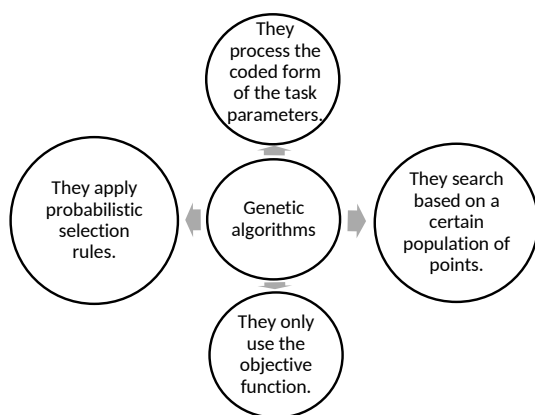 They
process the
coded form
of the task
parameters.
They apply
probabilistic
selection
rules.
Genetic
algorithms
They search
based on a
certain
population of
points.
They only
use the
objective
function.